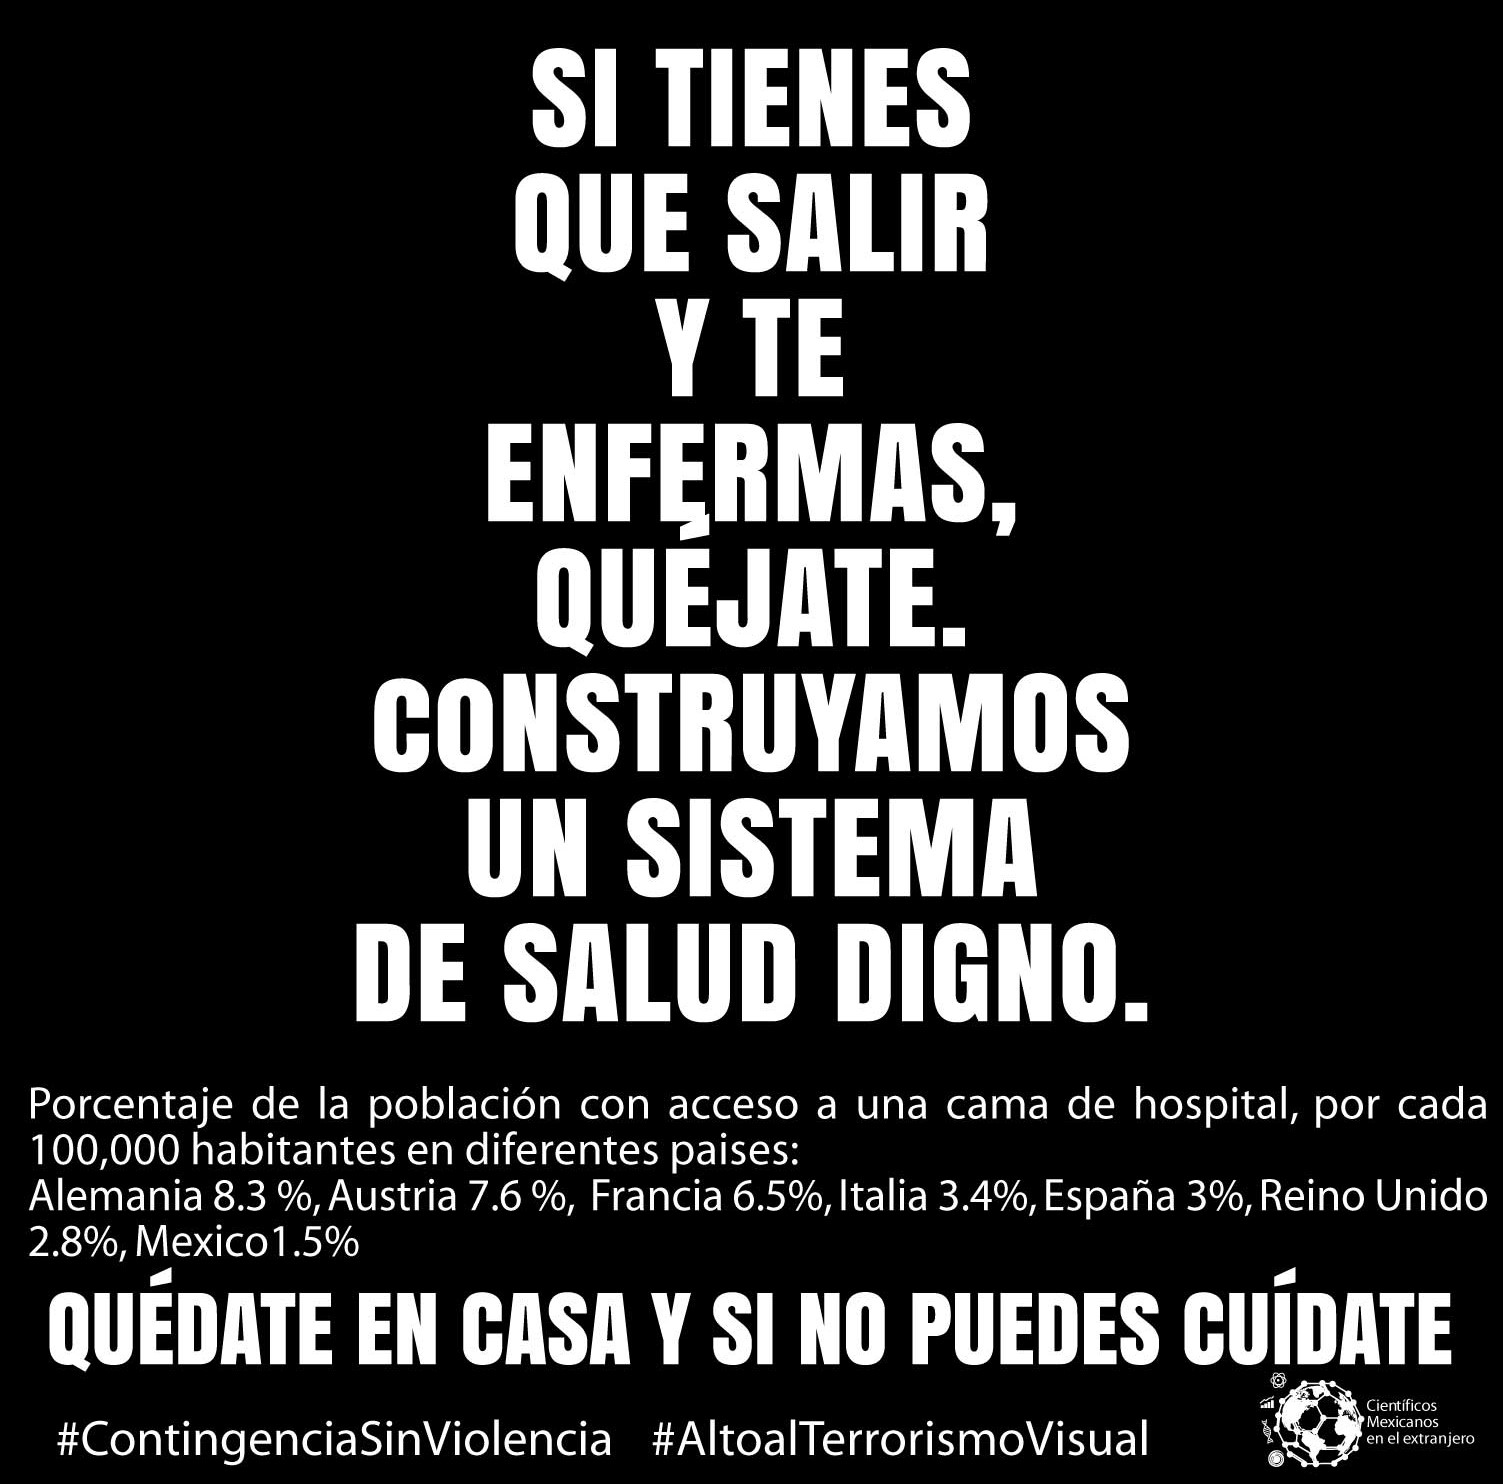 SI TIENES
QUE SALIR
Y TE
ENFERMAS,
QUÉJATE.
CONSTRUYAMOS
UN SISTEMA
DE SALUD DIGNO.
Porcentaje de la población con acceso a una cama de hospital, por cada
100,000 habitantes en diferentes paises:
Alemania 8.3 %, Austria 7.6 %, Francia 6.5%, Italia 3.4%, España 3%, Reino Unido
2.8%, Mexico1.5%
QUÉDATE EN CASA Y SI NO PUEDES CUÍDATE
#ContingenciaSinViolencia #AltoalTerrorismoVisual
Científicos
Mexicanos
en el extranjero